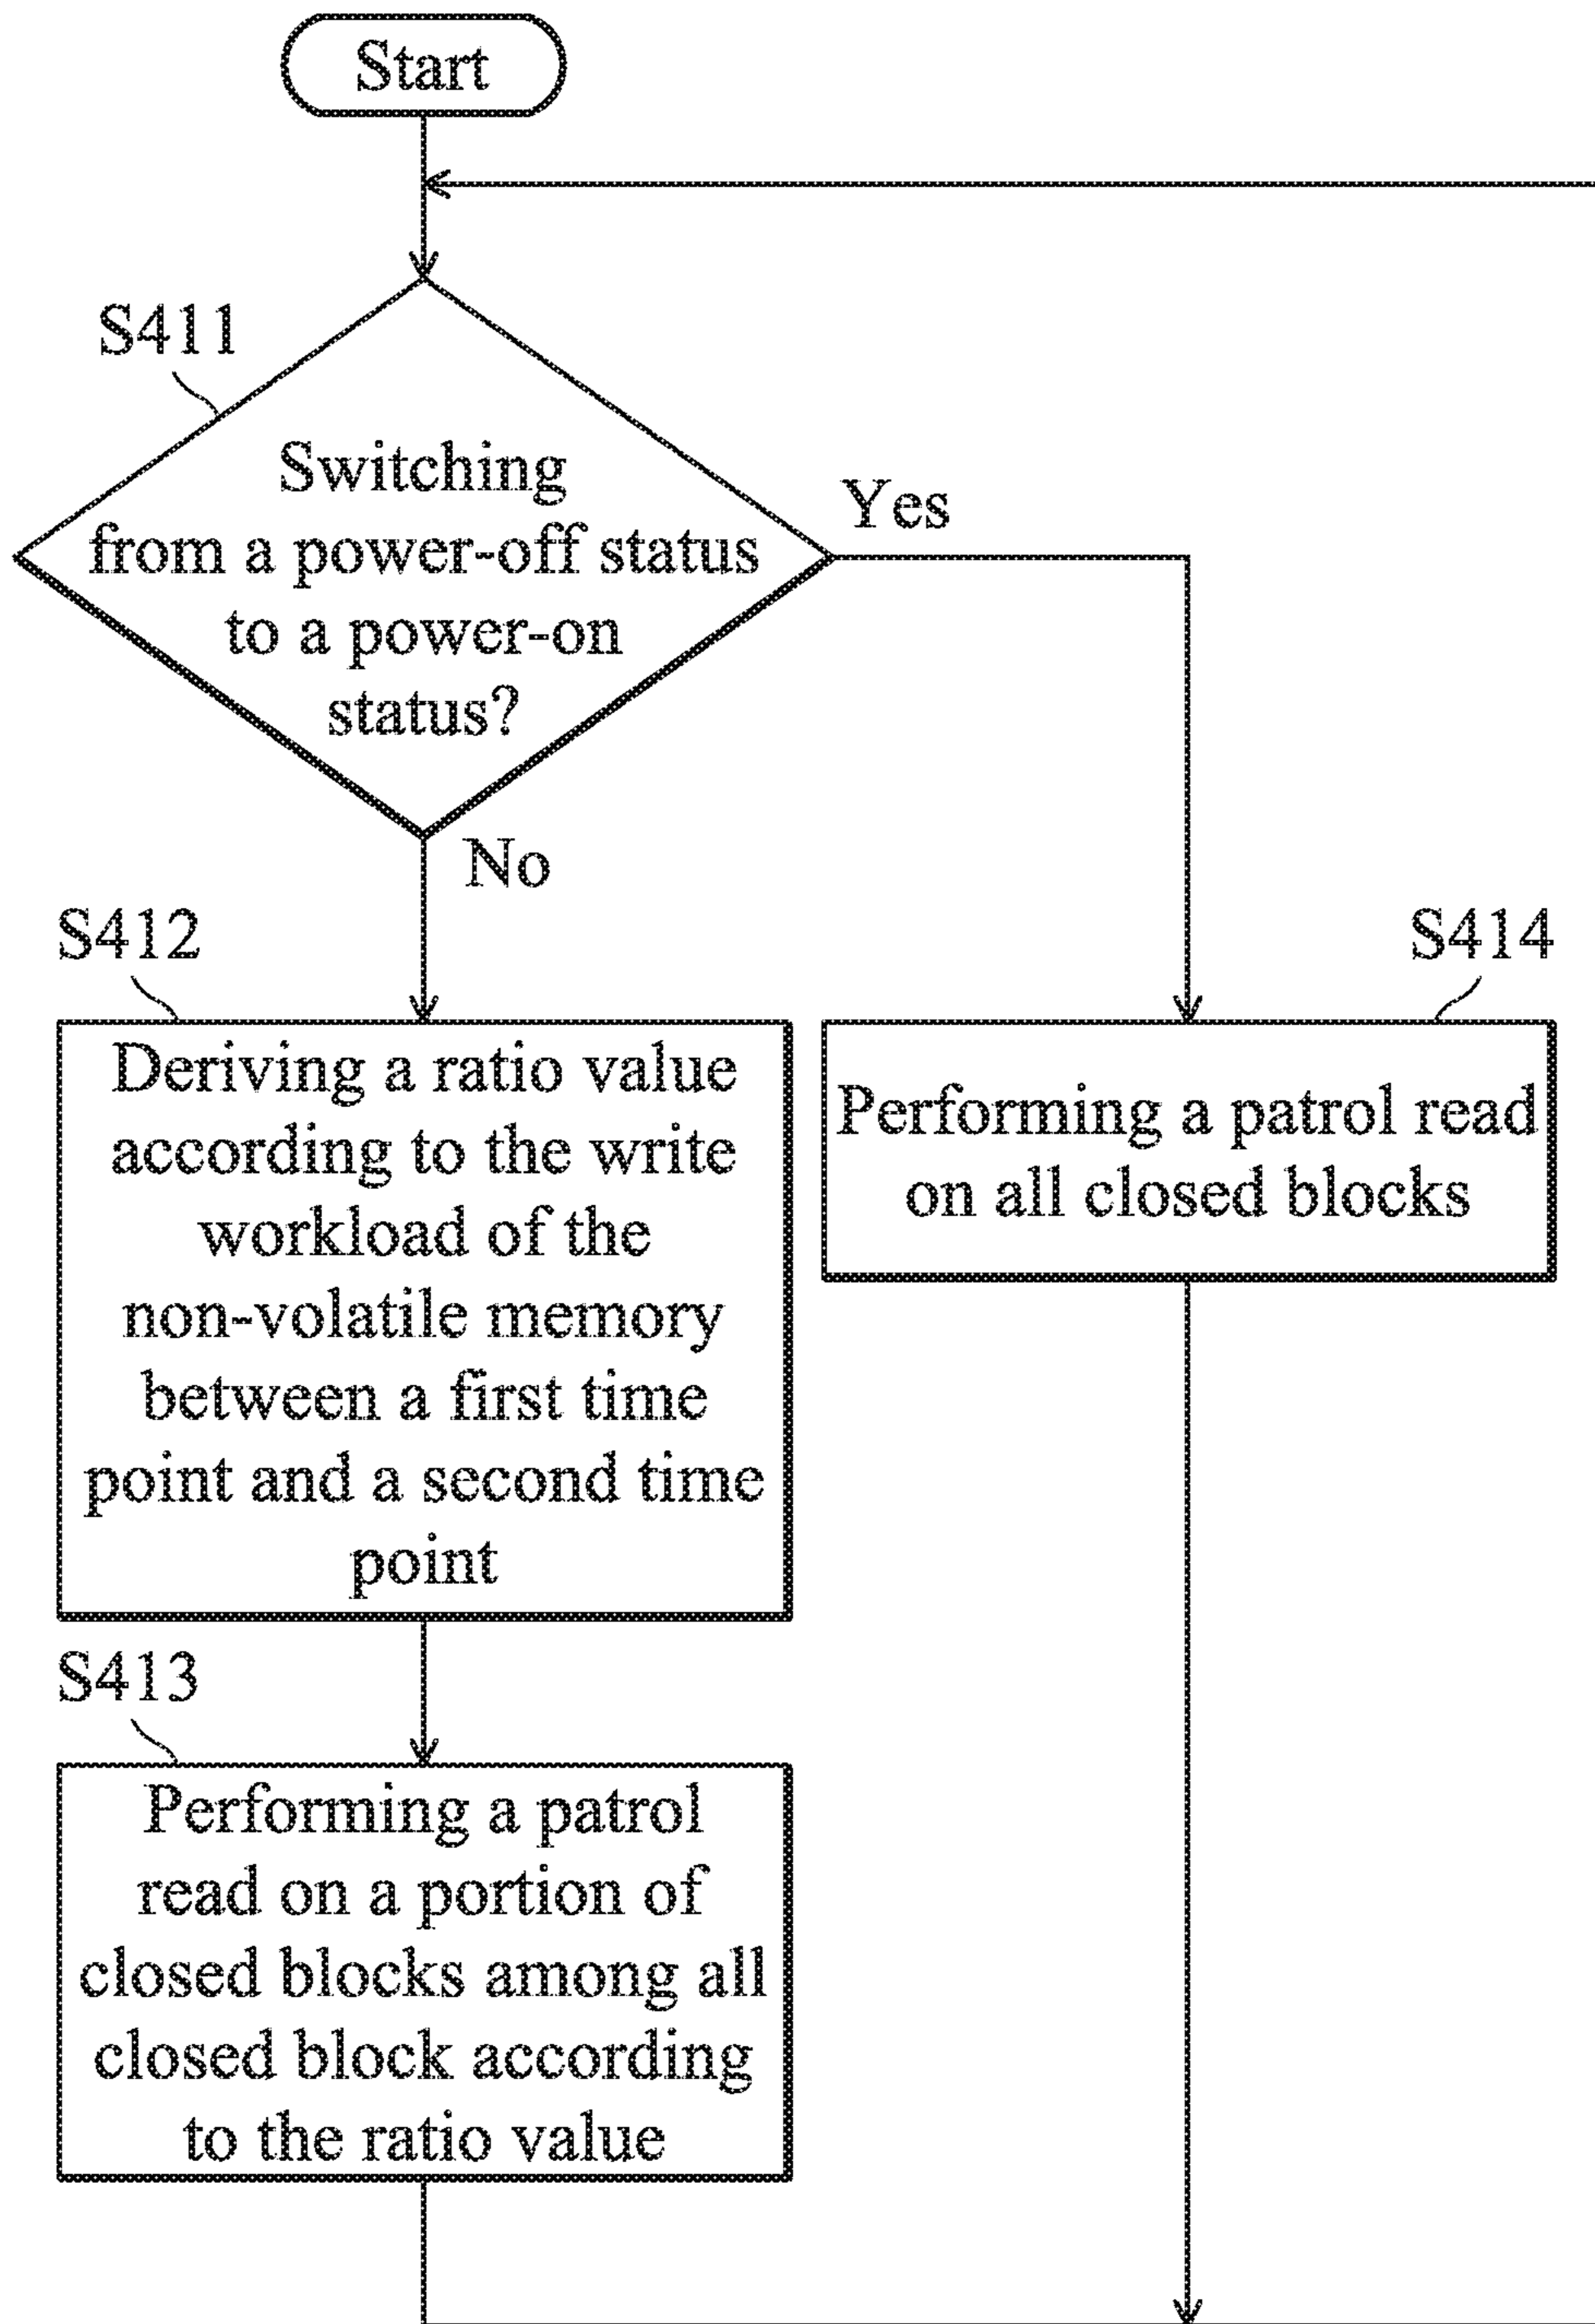 Start
S411
Switching
from a power-off status
to a power-on
status?
Yes
No
S412
Deriving a ratio value
according to the write
workload of the
non-volatile memory
between a first time
point and a second time
point
S414
Performing a patrol read
on all closed blocks
S413
Performing a patrol
read on a portion of
closed blocks among all
closed block according
to the ratio value